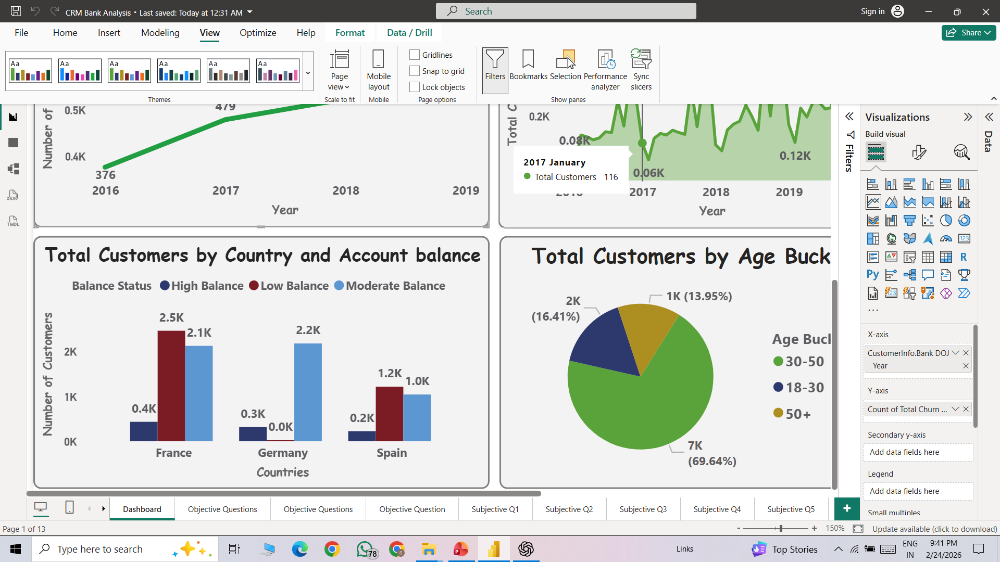 CRM Bank Analysis • Last saved: Today at 12:31 AM
Search
Sign in
File
Home
Insert
Modeling
View
Optimize
Help
Format
Data / Drill
Share
Aa
Aa
Aa
Aa
Aa
Aa
Themes
Page view
Scale to fit
Mobile layout
Mobile
Gridlines
Snap to grid
Lock objects
Page options
Filters
Bookmarks
Selection
Performance analyzer
Sync slicers
Show panes
DAX
TMDL
Number of
0.5K
0.4K
479
376
2016
2017
2018
2019
Year
Total C
0.2K
0.08K
0.06K
0.12K
2017 January
Total Customers 116
2017
2018
2019
Year
Total Customers by Country and Account balance
Balance Status
High Balance
Low Balance
Moderate Balance
Number of Customers
2K
1K
0K
0.4K
2.5K
2.1K
0.3K
0.0K
2.2K
0.2K
1.2K
1.0K
France
Germany
Spain
Countries
Total Customers by Age Buck
2K
(16.41%)
1K (13.95%)
7K
(69.64%)
Age Bucl
30-50
18-30
50+
Filters
Visualizations
Build visual
123
R
Py
123
...
X-axis
CustomerInfo.Bank DOJ
Year
Y-axis
Count of Total Churn ...
Secondary y-axis
Add data fields here
Legend
Add data fields here
Small multiples
Data
Dashboard
Objective Questions
Objective Questions
Objective Question
Subjective Q1
Subjective Q2
Subjective Q3
Subjective Q4
Subjective Q5
+
Page 1 of 13
- + 150%
Update available (click to download)
Type here to search
78
Links
Top Stories
ENG
IN
9:41 PM
2/24/2026